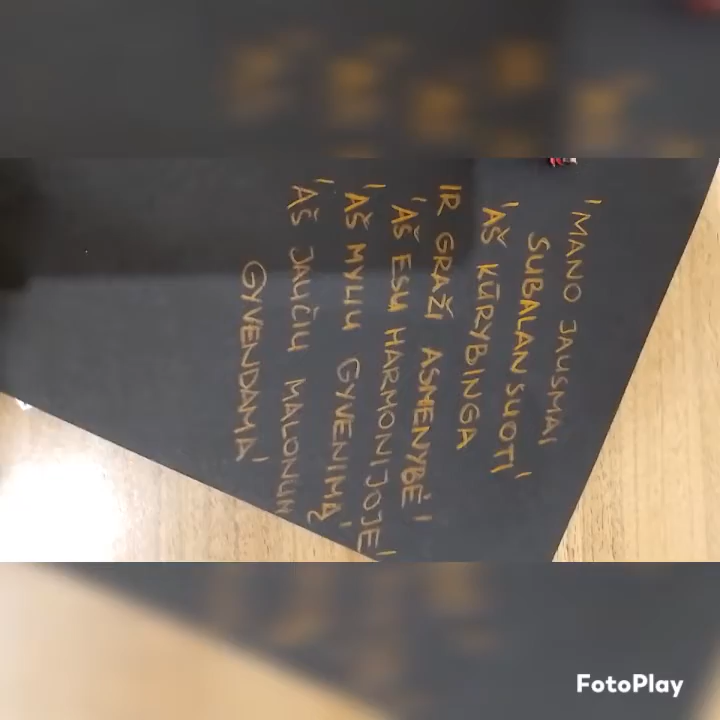 'MANO JAUSMAI
SUBALANSUOTI'
'AŠ KŪRYBINGA
IR GRAŽI ASMENYBĖ'
'AŠ ESU HARMONIJOJE'
'AŠ MYLIU GYVENIMĄ'
'AŠ JAUČIU MALONUM
GYVENDAMA'
FotoPlay